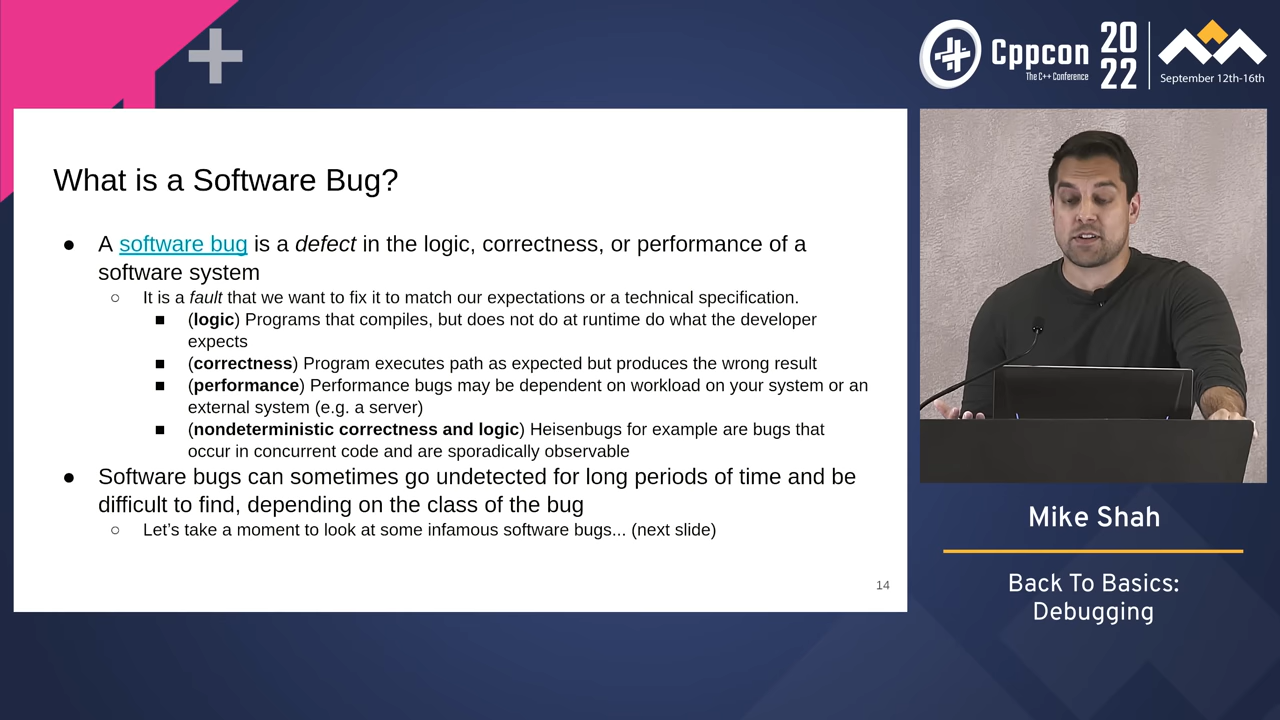 Cppcon
The C++ Conference
20
22
September 12th-16th
What is a Software Bug?
● A software bug is a defect in the logic, correctness, or performance of a
software system
○ It is a fault that we want to fix it to match our expectations or a technical specification.
■ (logic) Programs that compiles, but does not do at runtime do what the developer
expects
■ (correctness) Program executes path as expected but produces the wrong result
■ (performance) Performance bugs may be dependent on workload on your system or an
external system (e.g. a server)
■ (nondeterministic correctness and logic) Heisenbugs for example are bugs that
occur in concurrent code and are sporadically observable
● Software bugs can sometimes go undetected for long periods of time and be
difficult to find, depending on the class of the bug
○ Let’s take a moment to look at some infamous software bugs... (next slide)
14
Mike Shah
Back To Basics:
Debugging